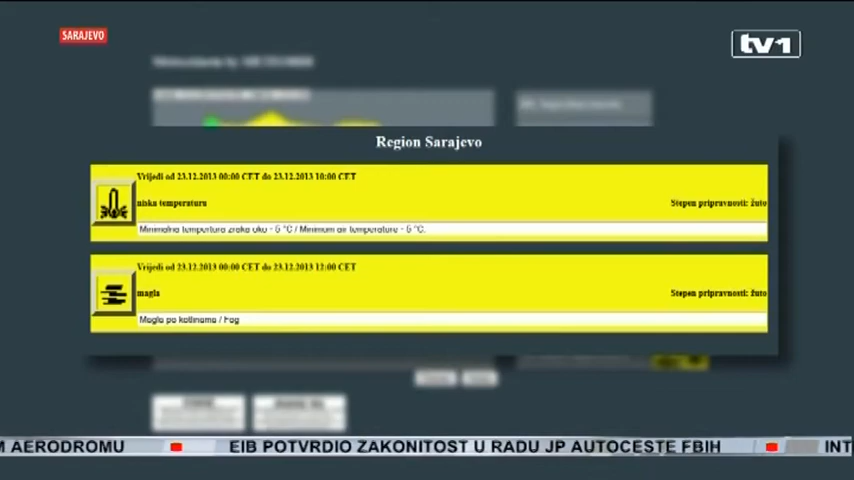 SARAJEVO
tv1
Region Sarajevo
Vrijedi od 23.12.2013 00:00 CET do 23.12.2013 10:00 CET
niska temperatura
Stepen pripravnosti: žuto
Minimalna tempertura zraka oko - 5 °C / Minimum air temperature - 5 °C.
Vrijedi od 23.12.2013 00:00 CET do 23.12.2013 12:00 CET
magla
Stepen pripravnosti: žuto
Magla po kotlinama / Fog
M AERODROMU EIB POTVRDIO ZAKONITOST U RADU JP AUTOCESTE FBIH INT